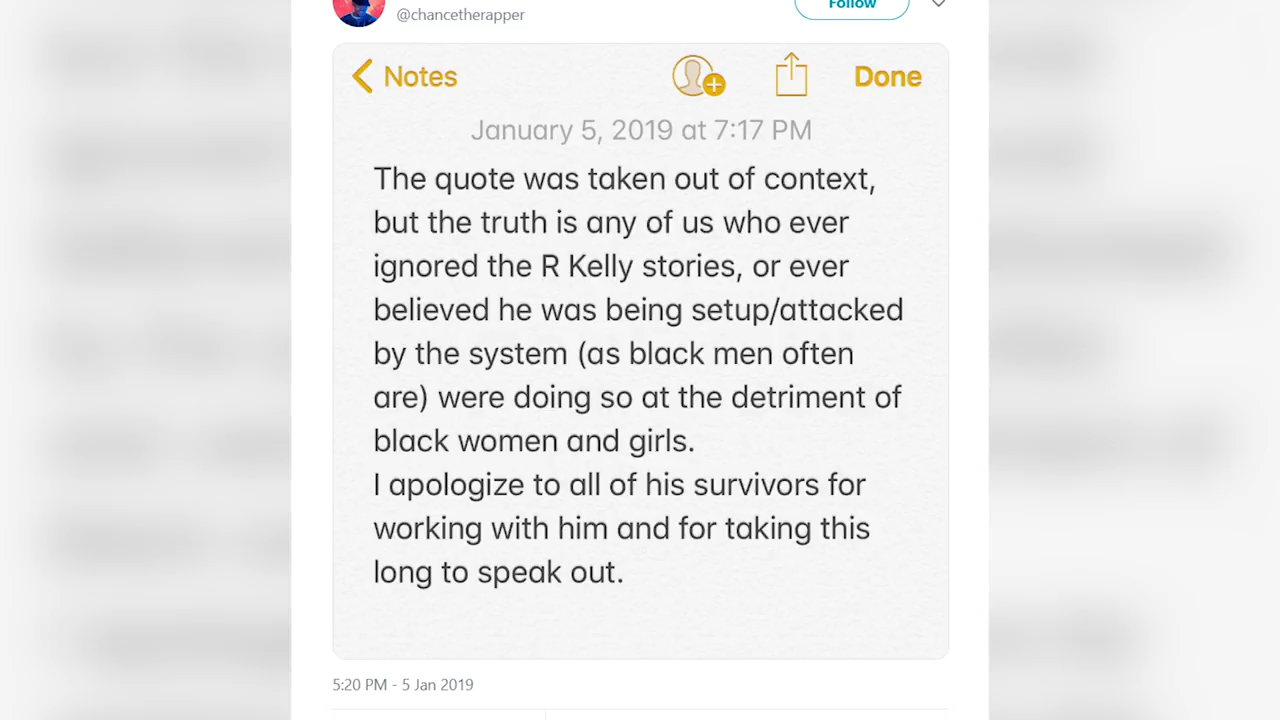 @chancetherapper
Follow
Notes
Done
January 5, 2019 at 7:17 PM
The quote was taken out of context,
but the truth is any of us who ever
ignored the R Kelly stories, or ever
believed he was being setup/attacked
by the system (as black men often
are) were doing so at the detriment of
black women and girls.
I apologize to all of his survivors for
working with him and for taking this
long to speak out.
5:20 PM - 5 Jan 2019